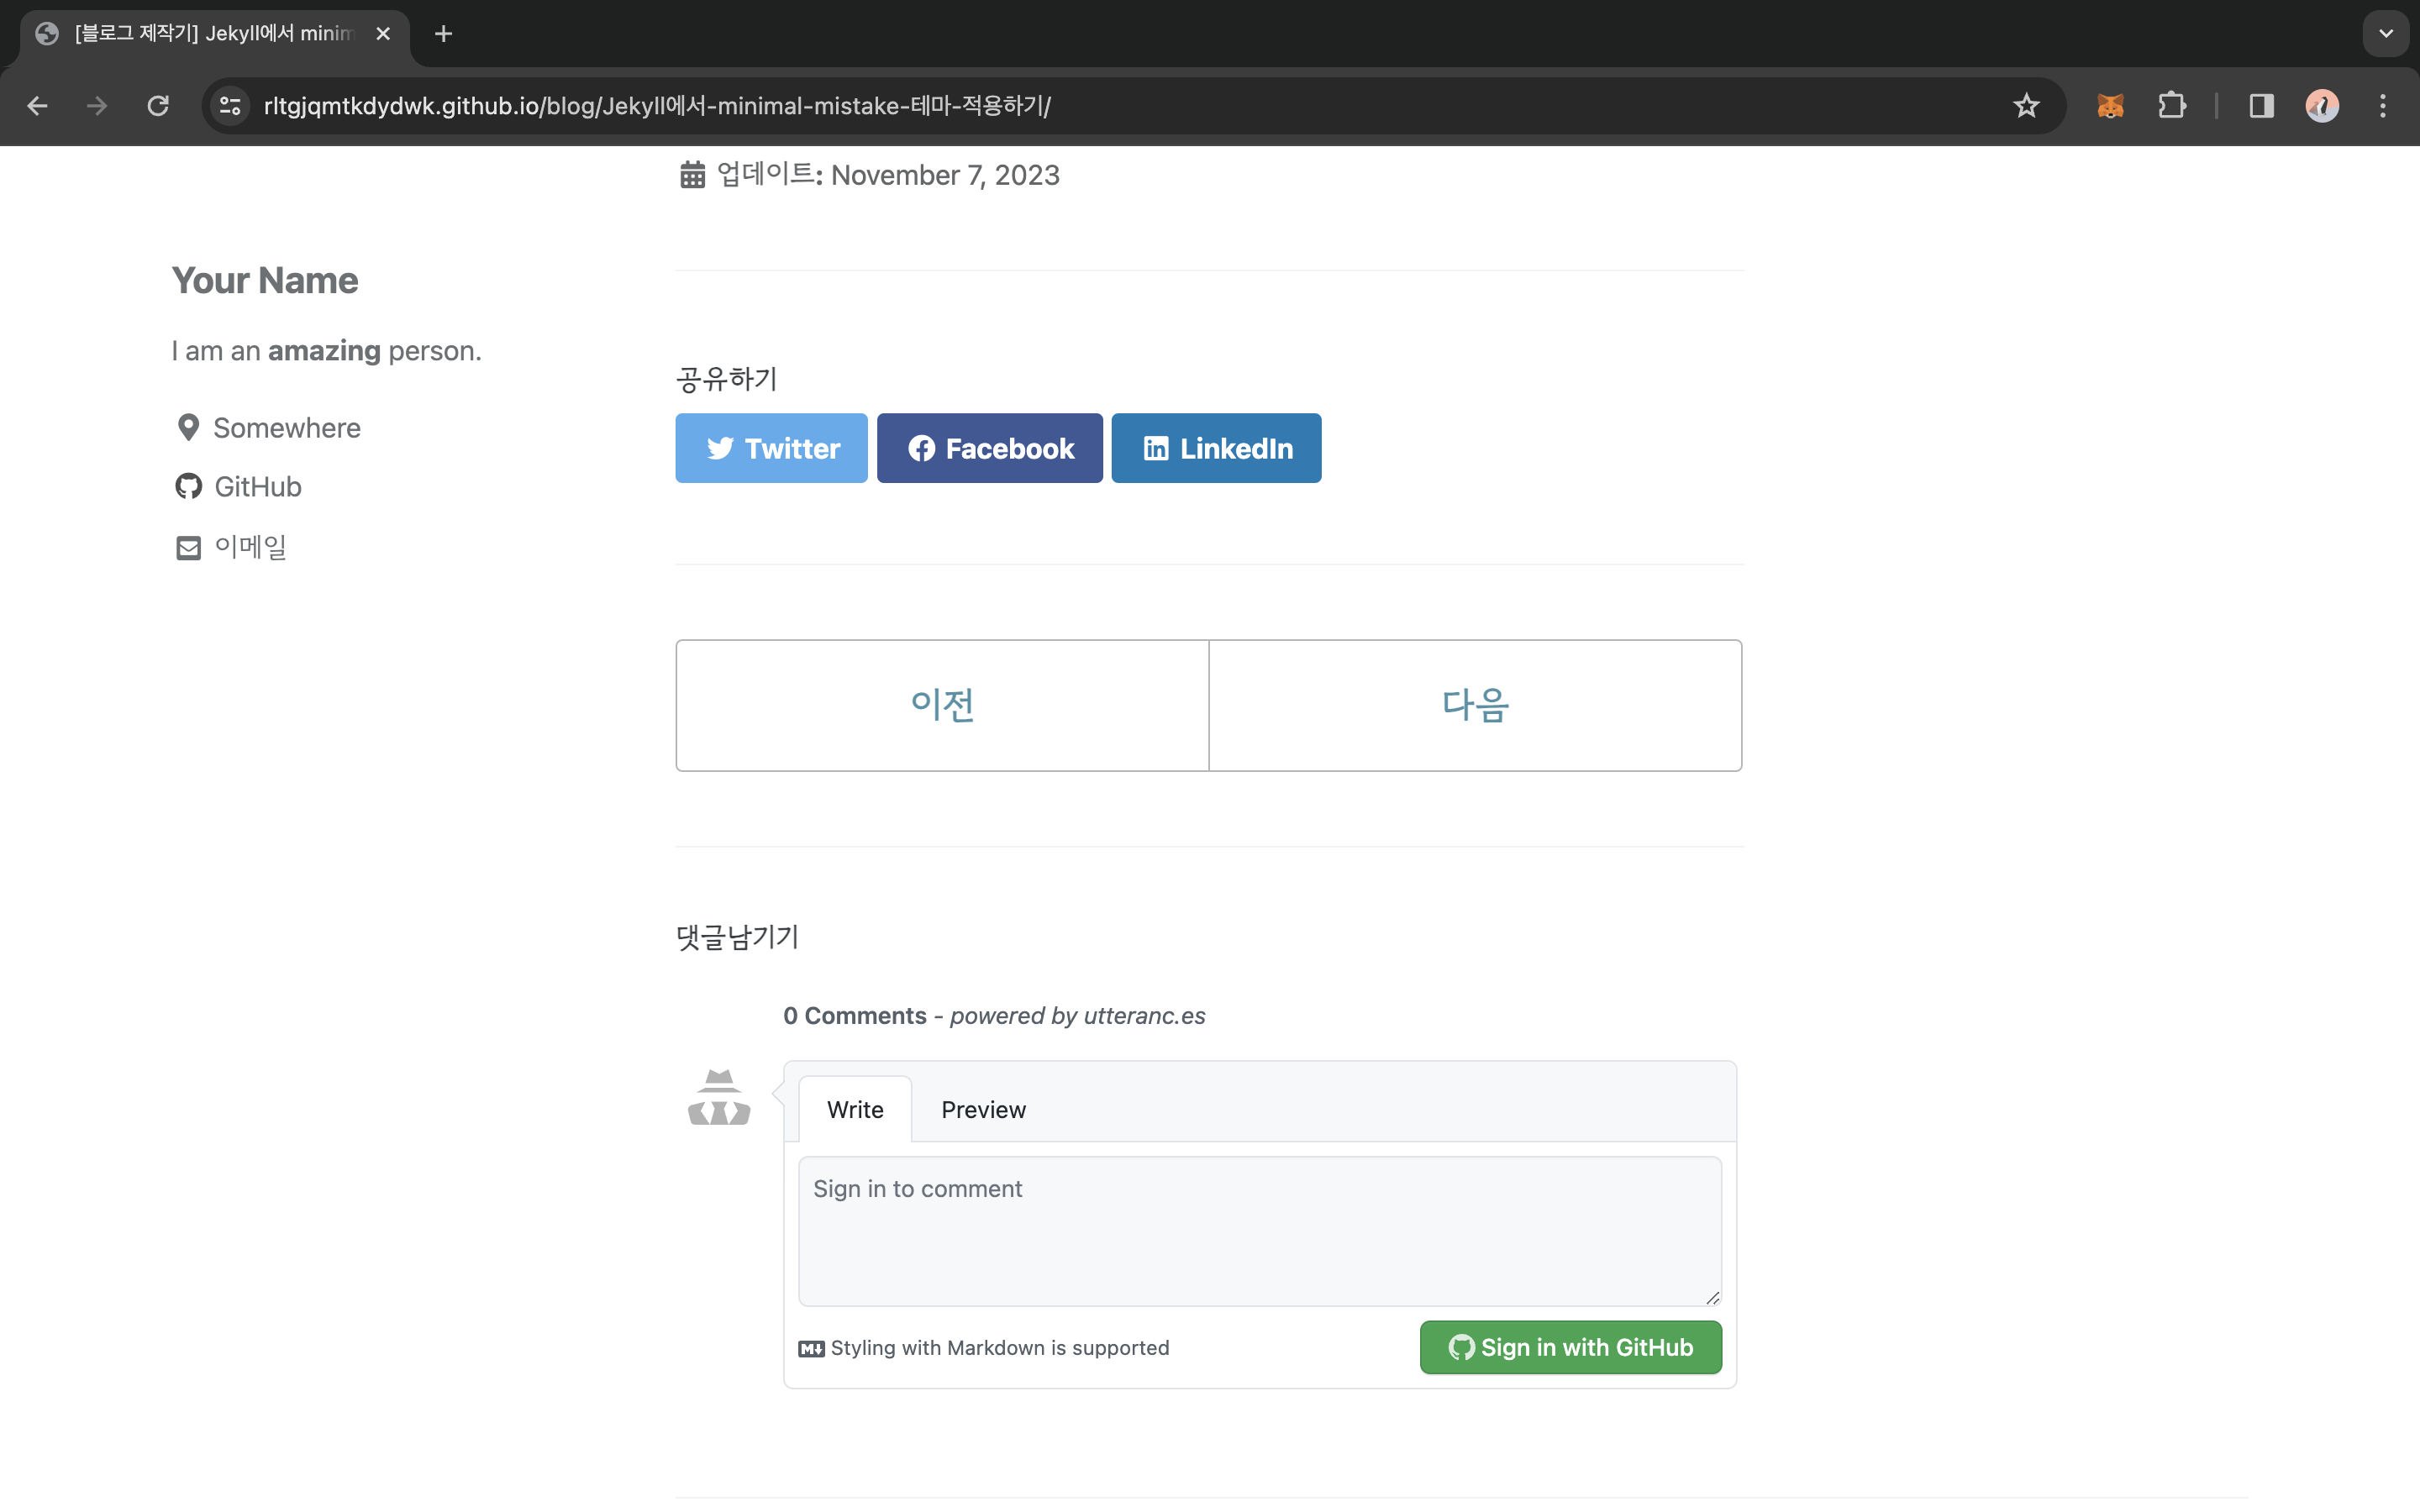 [블로그 제작기] Jekyll에서 minim
rltgjqmtkdydwk.github.io/blog/Jekyll에서-minimal-mistake-테마-적용하기/
업데이트: November 7, 2023
Your Name
I am an amazing person.
Somewhere
GitHub
이메일
공유하기
Twitter
Facebook
LinkedIn
이전
다음
댓글남기기
0 Comments - powered by utteranc.es
Write
Preview
Sign in to comment
Styling with Markdown is supported
Sign in with GitHub